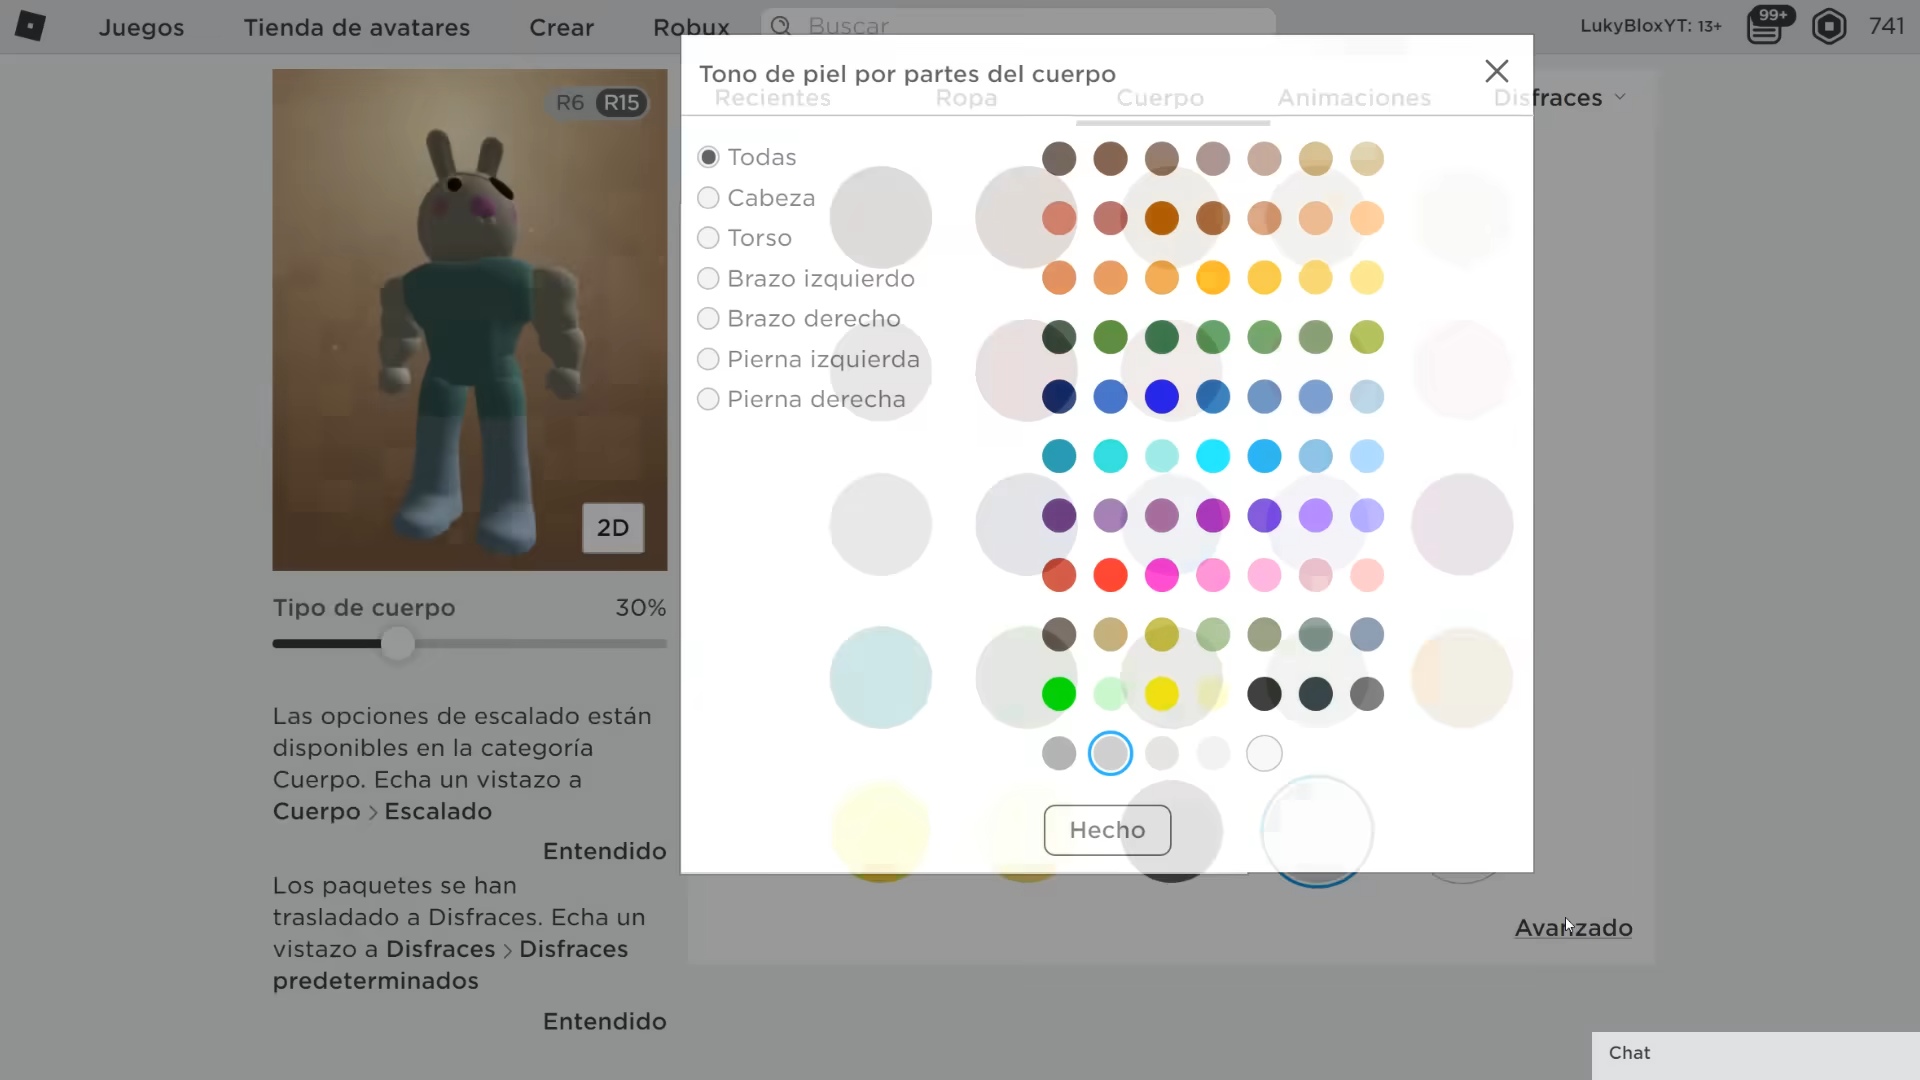 Juegos
Tienda de avatares
Crear
Robux
Buscar
LukyBloxYT: 13+
99+
741
R6 R15
2D
Tipo de cuerpo 30%
Las opciones de escalado están
disponibles en la categoría
Cuerpo. Echa un vistazo a
Cuerpo > Escalado
Entendido
Los paquetes se han
trasladado a Disfraces. Echa un
vistazo a Disfraces > Disfraces
predeterminados
Entendido
Tono de piel por partes del cuerpo
Recientes
Ropa
Cuerpo
Animaciones
Disfraces
Todas
Cabeza
Torso
Brazo izquierdo
Brazo derecho
Pierna izquierda
Pierna derecha
Hecho
Avanzado
Chat